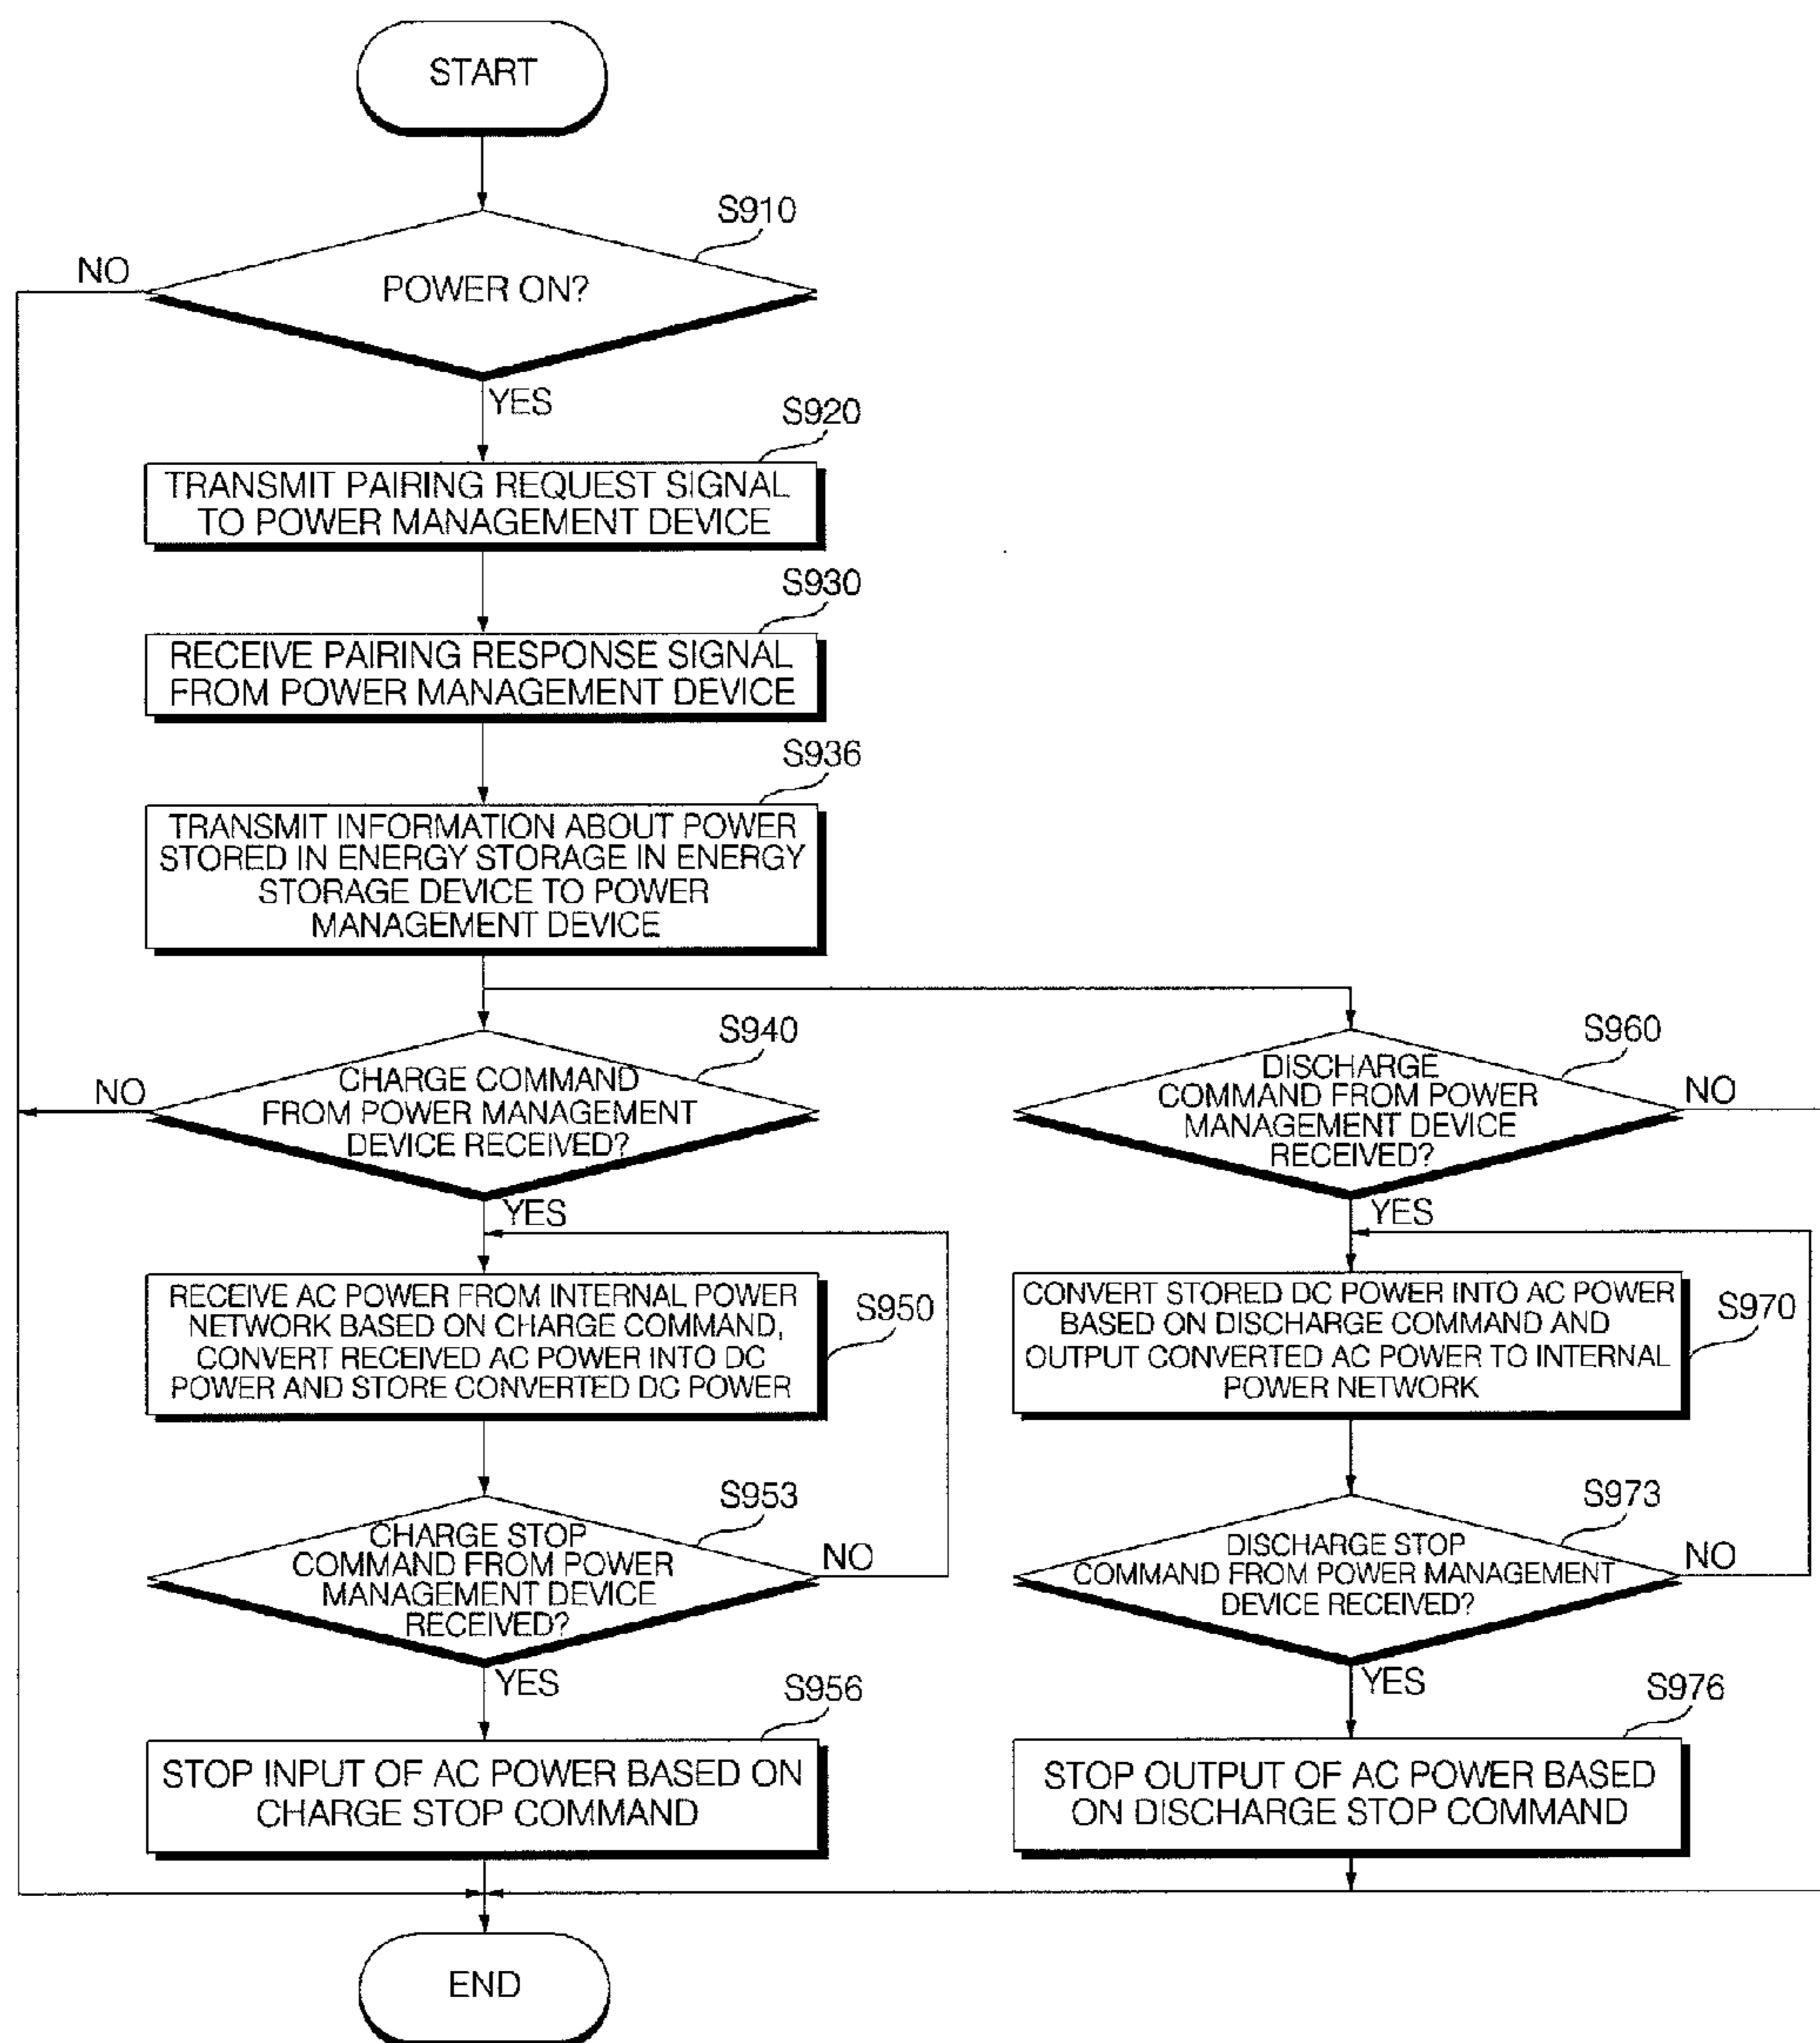 START
S910
NO
POWER ON?
YES
S920
TRANSMIT PAIRING REQUEST SIGNAL
TO POWER MANAGEMENT DEVICE
S930
RECEIVE PAIRING RESPONSE SIGNAL
FROM POWER MANAGEMENT DEVICE
S936
TRANSMIT INFORMATION ABOUT POWER
STORED IN ENERGY STORAGE IN ENERGY
STORAGE DEVICE TO POWER
MANAGEMENT DEVICE
S940
NO
CHARGE COMMAND
FROM POWER MANAGEMENT
DEVICE RECEIVED?
YES
S950
RECEIVE AC POWER FROM INTERNAL POWER
NETWORK BASED ON CHARGE COMMAND,
CONVERT RECEIVED AC POWER INTO DC
POWER AND STORE CONVERTED DC POWER
S953
CHARGE STOP
COMMAND FROM POWER
MANAGEMENT DEVICE
RECEIVED?
NO
YES
S956
STOP INPUT OF AC POWER BASED ON
CHARGE STOP COMMAND
S960
DISCHARGE
COMMAND FROM POWER
MANAGEMENT DEVICE
RECEIVED?
NO
YES
S970
CONVERT STORED DC POWER INTO AC POWER
BASED ON DISCHARGE COMMAND AND
OUTPUT CONVERTED AC POWER TO INTERNAL
POWER NETWORK
S973
DISCHARGE STOP
COMMAND FROM POWER MANAGEMENT
DEVICE RECEIVED?
NO
YES
S976
STOP OUTPUT OF AC POWER BASED
ON DISCHARGE STOP COMMAND
END